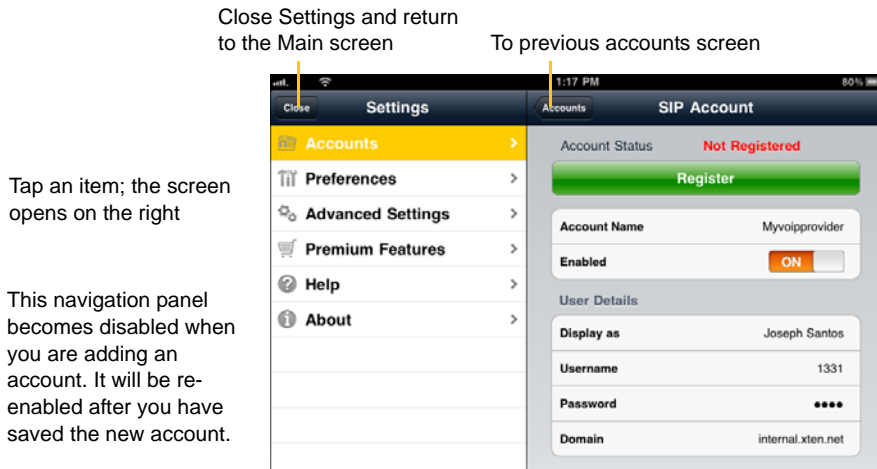 Close Settings and return
to the Main screen
To previous accounts screen
1:17 PM
80%
Close
Settings
Accounts
SIP Account
Accounts
Preferences
Advanced Settings
Premium Features
Help
About
Account Status
Not Registered
Register
Account Name
Myvoipprovider
Enabled
ON
User Details
Display as
Joseph Santos
Username
1331
Password
••••
Domain
internal.xten.net
Tap an item; the screen
opens on the right
This navigation panel
becomes disabled when
you are adding an
account. It will be re-
enabled after you have
saved the new account.